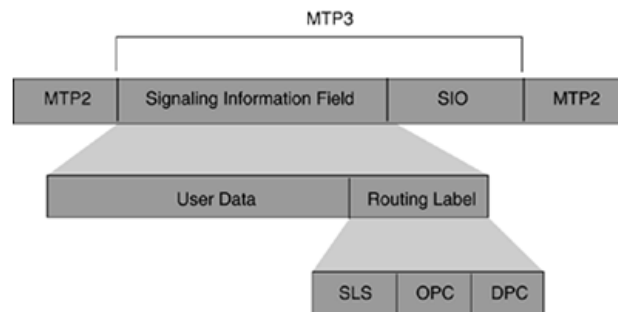 MTP3
MTP2 Signaling Information Field SIO MTP2
User Data Routing Label
SLS OPC DPC